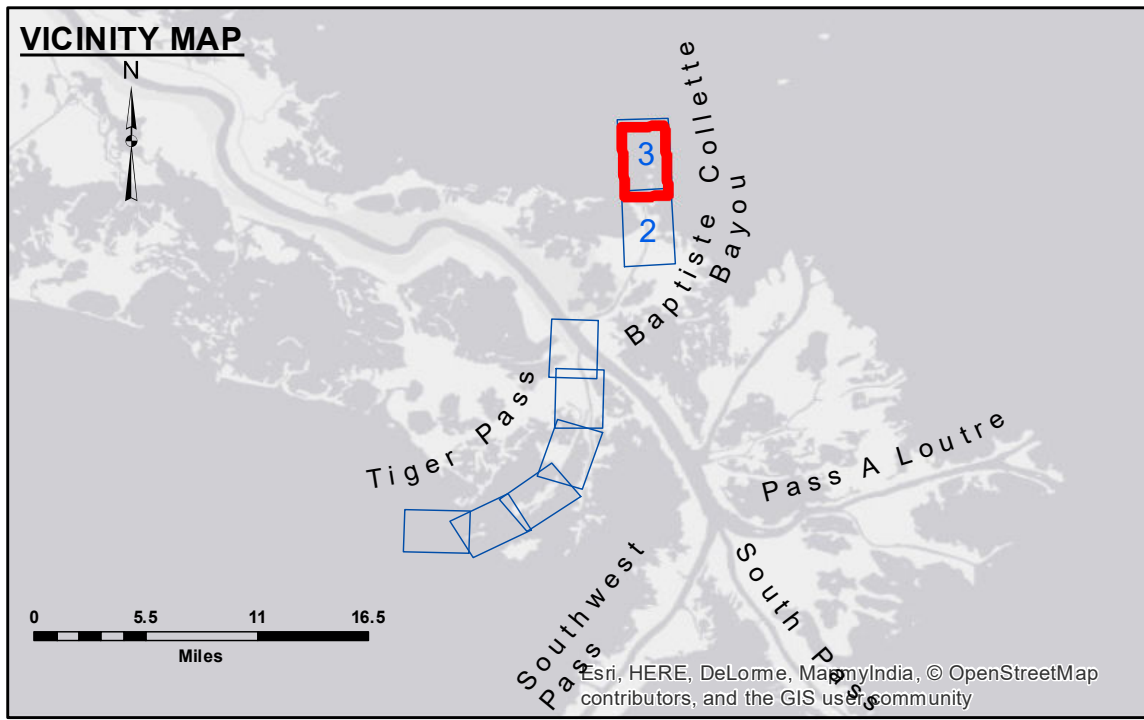 VICINITY MAP
N
3
2
Baptiste Collette
Bayou
Tiger Pass
Pass A Loutre
Southwest
Pass
South Pass
0 5.5 11 16.5
Miles
Esri, HERE, DeLorme, MapmyIndia, © OpenStreetMap
contributors, and the GIS user community